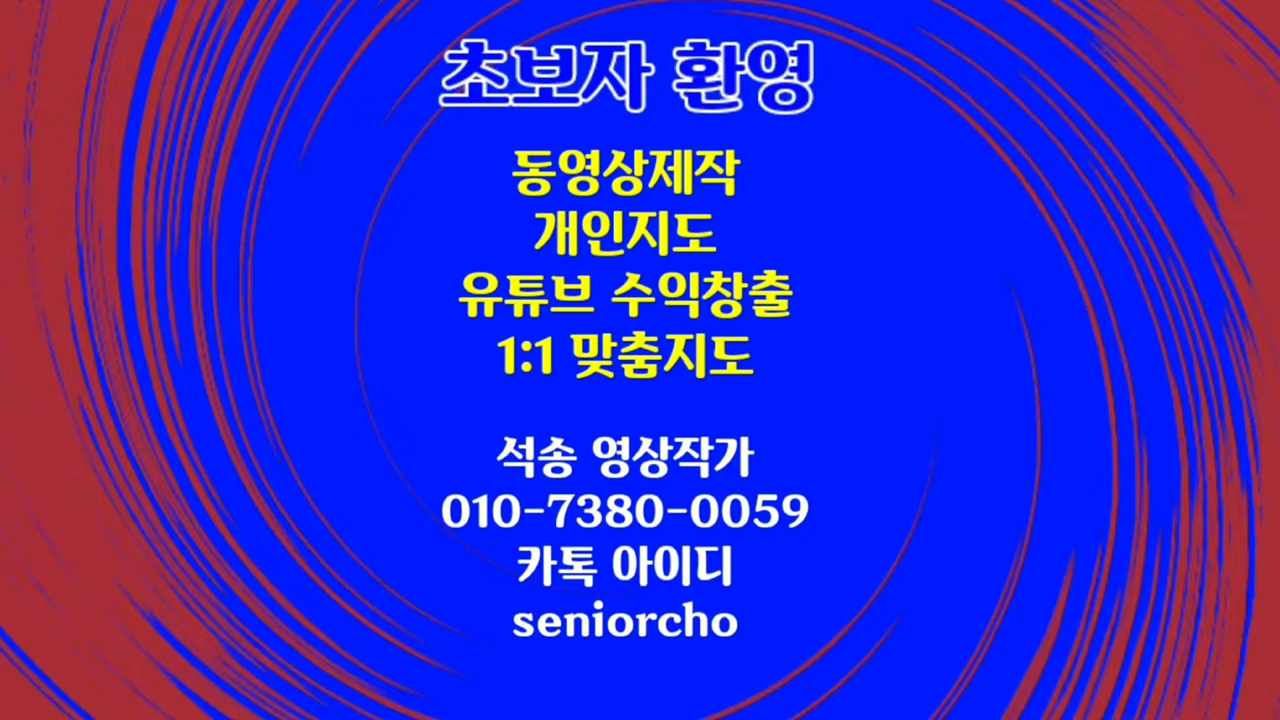 초보자 환영
동영상제작
개인지도
유튜브 수익창출
1:1 맞춤지도
석송 영상작가
010-7380-0059
카톡 아이디
seniorcho